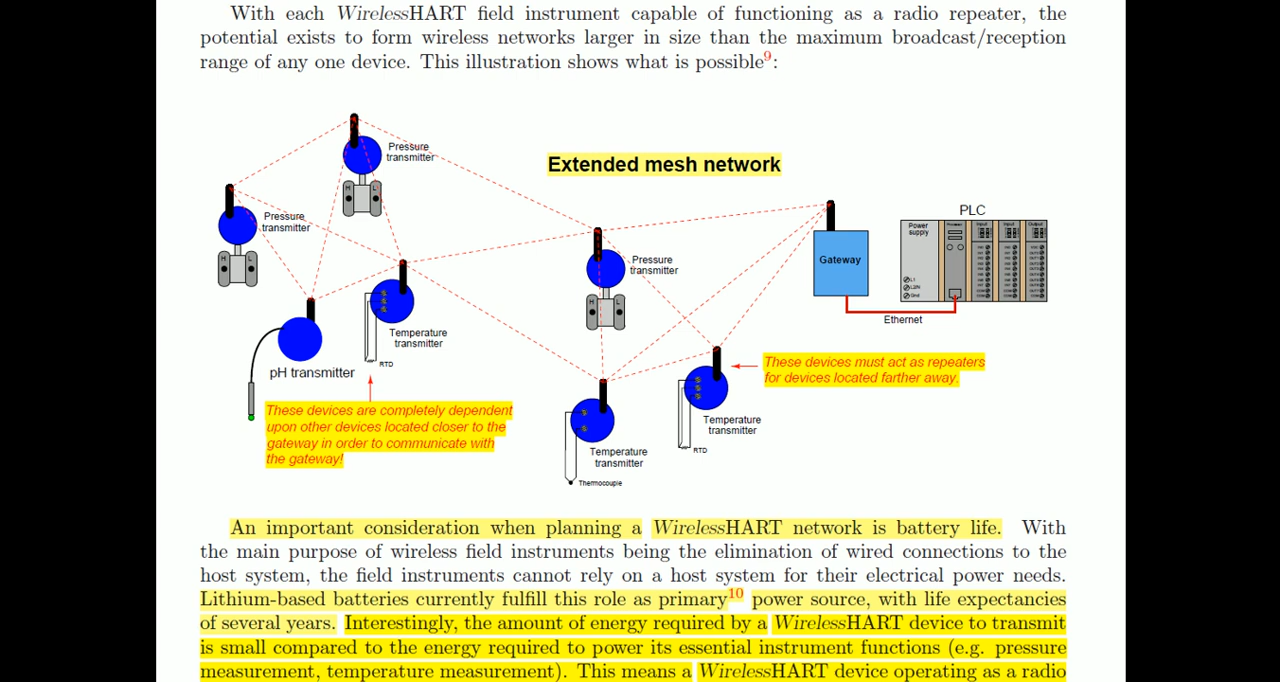 With each WirelessHART field instrument capable of functioning as a radio repeater, the
potential exists to form wireless networks larger in size than the maximum broadcast/reception
range of any one device. This illustration shows what is possible9:
Extended mesh network
Pressure
transmitter
H L
Pressure
transmitter
H L
Pressure
transmitter
H L
PLC
Power
supply
Processor
Input
Input
Output
L1
L2/N
Gnd
Gateway
Ethernet
Temperature
transmitter
RTD
pH transmitter
These devices must act as repeaters
for devices located farther away.
These devices are completely dependent
upon other devices located closer to the
gateway in order to communicate with
the gateway!
Temperature
transmitter
RTD
Temperature
transmitter
Thermocouple
An important consideration when planning a WirelessHART network is battery life. With
the main purpose of wireless field instruments being the elimination of wired connections to the
host system, the field instruments cannot rely on a host system for their electrical power needs.
Lithium-based batteries currently fulfill this role as primary10 power source, with life expectancies
of several years. Interestingly, the amount of energy required by a WirelessHART device to transmit
is small compared to the energy required to power its essential instrument functions (e.g. pressure
measurement, temperature measurement). This means a WirelessHART device operating as a radio